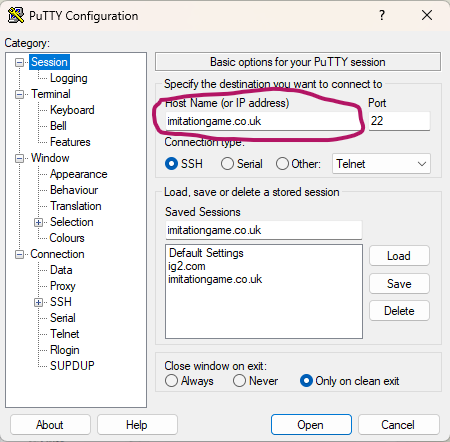 PuTTY Configuration
Category:
Session
Logging
Terminal
Keyboard
Bell
Features
Window
Appearance
Behaviour
Translation
Selection
Colours
Connection
Data
Proxy
SSH
Serial
Telnet
Rlogin
SUPDUP
Basic options for your PuTTY session
Specify the destination you want to connect to
Host Name (or IP address) Port
imitationgame.co.uk 22
Connection type:
SSH Serial Other: Telnet
Load, save or delete a stored session
Saved Sessions
imitationgame.co.uk
Default Settings
ig2.com
imitationgame.co.uk
Load
Save
Delete
Close window on exit:
Always Never Only on clean exit
About Help Open Cancel